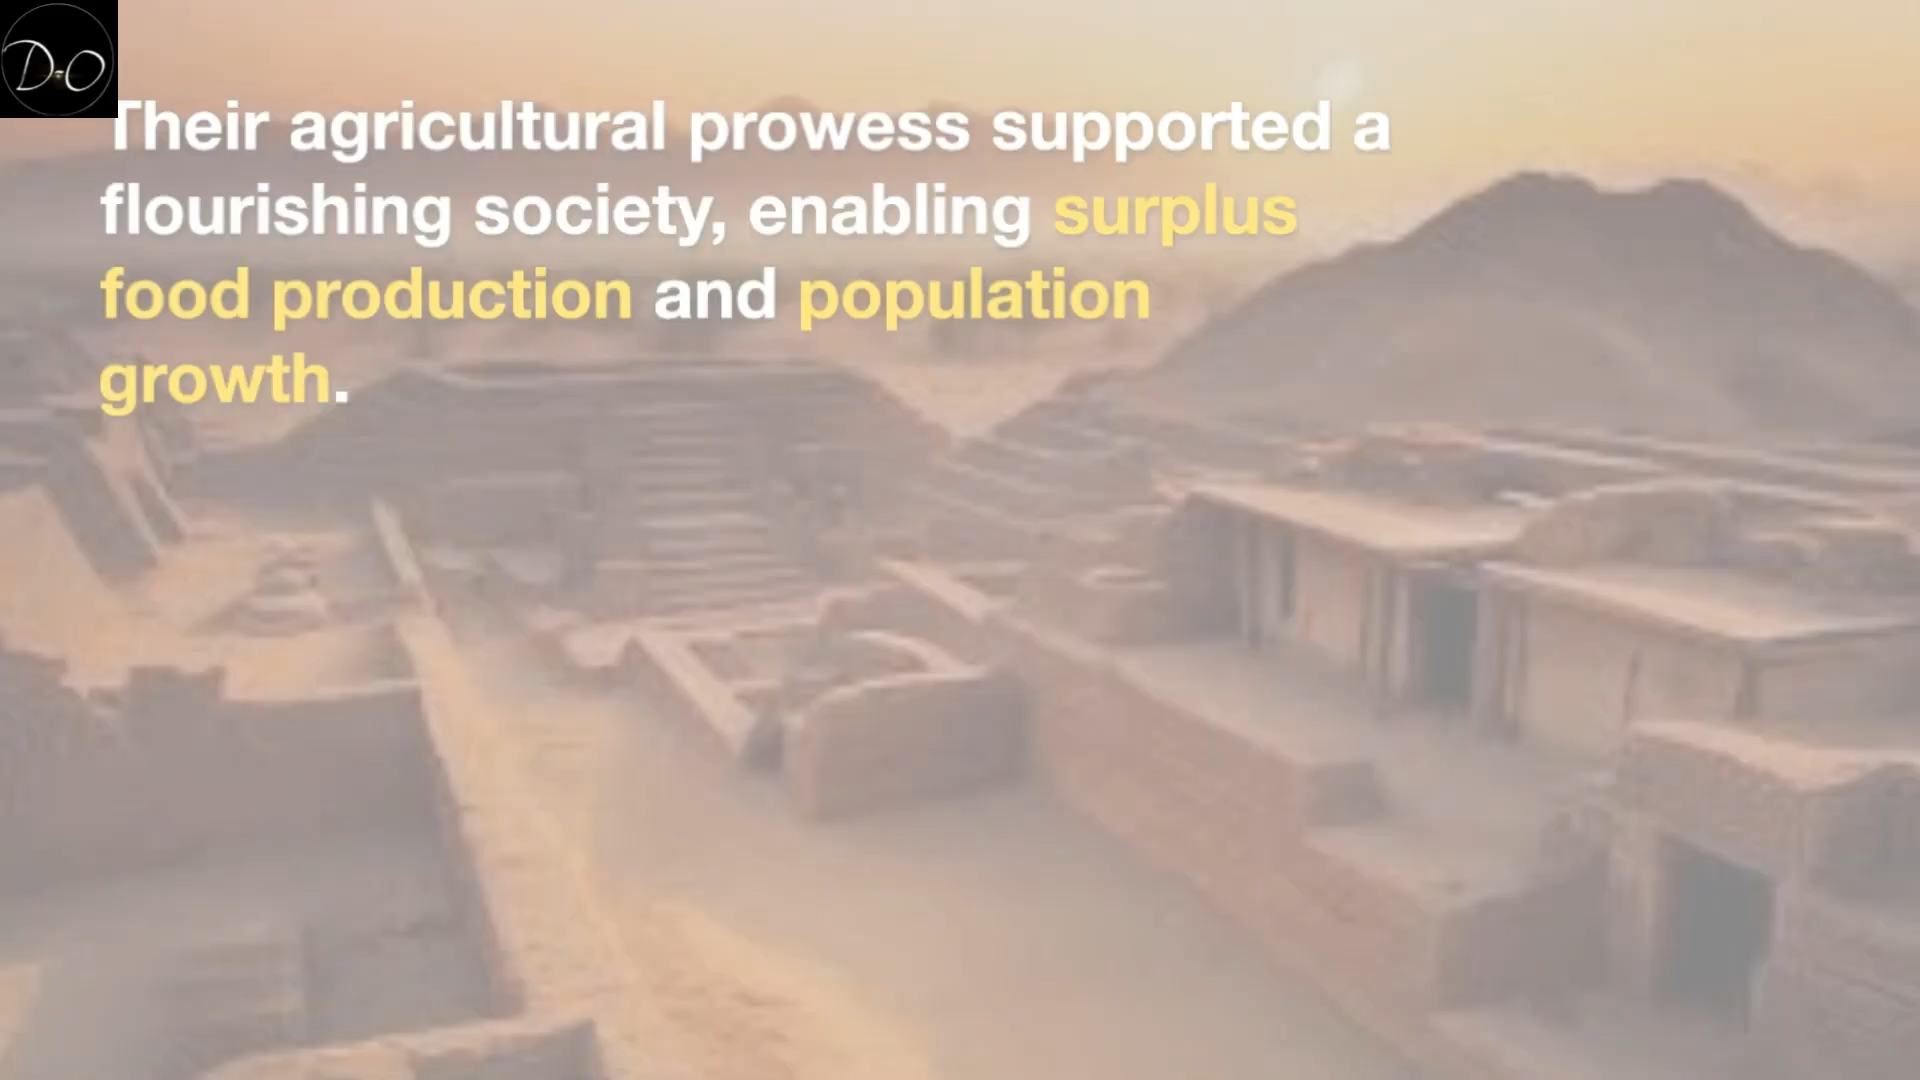 D-O
Their agricultural prowess supported a
flourishing society, enabling surplus
food production and population
growth.